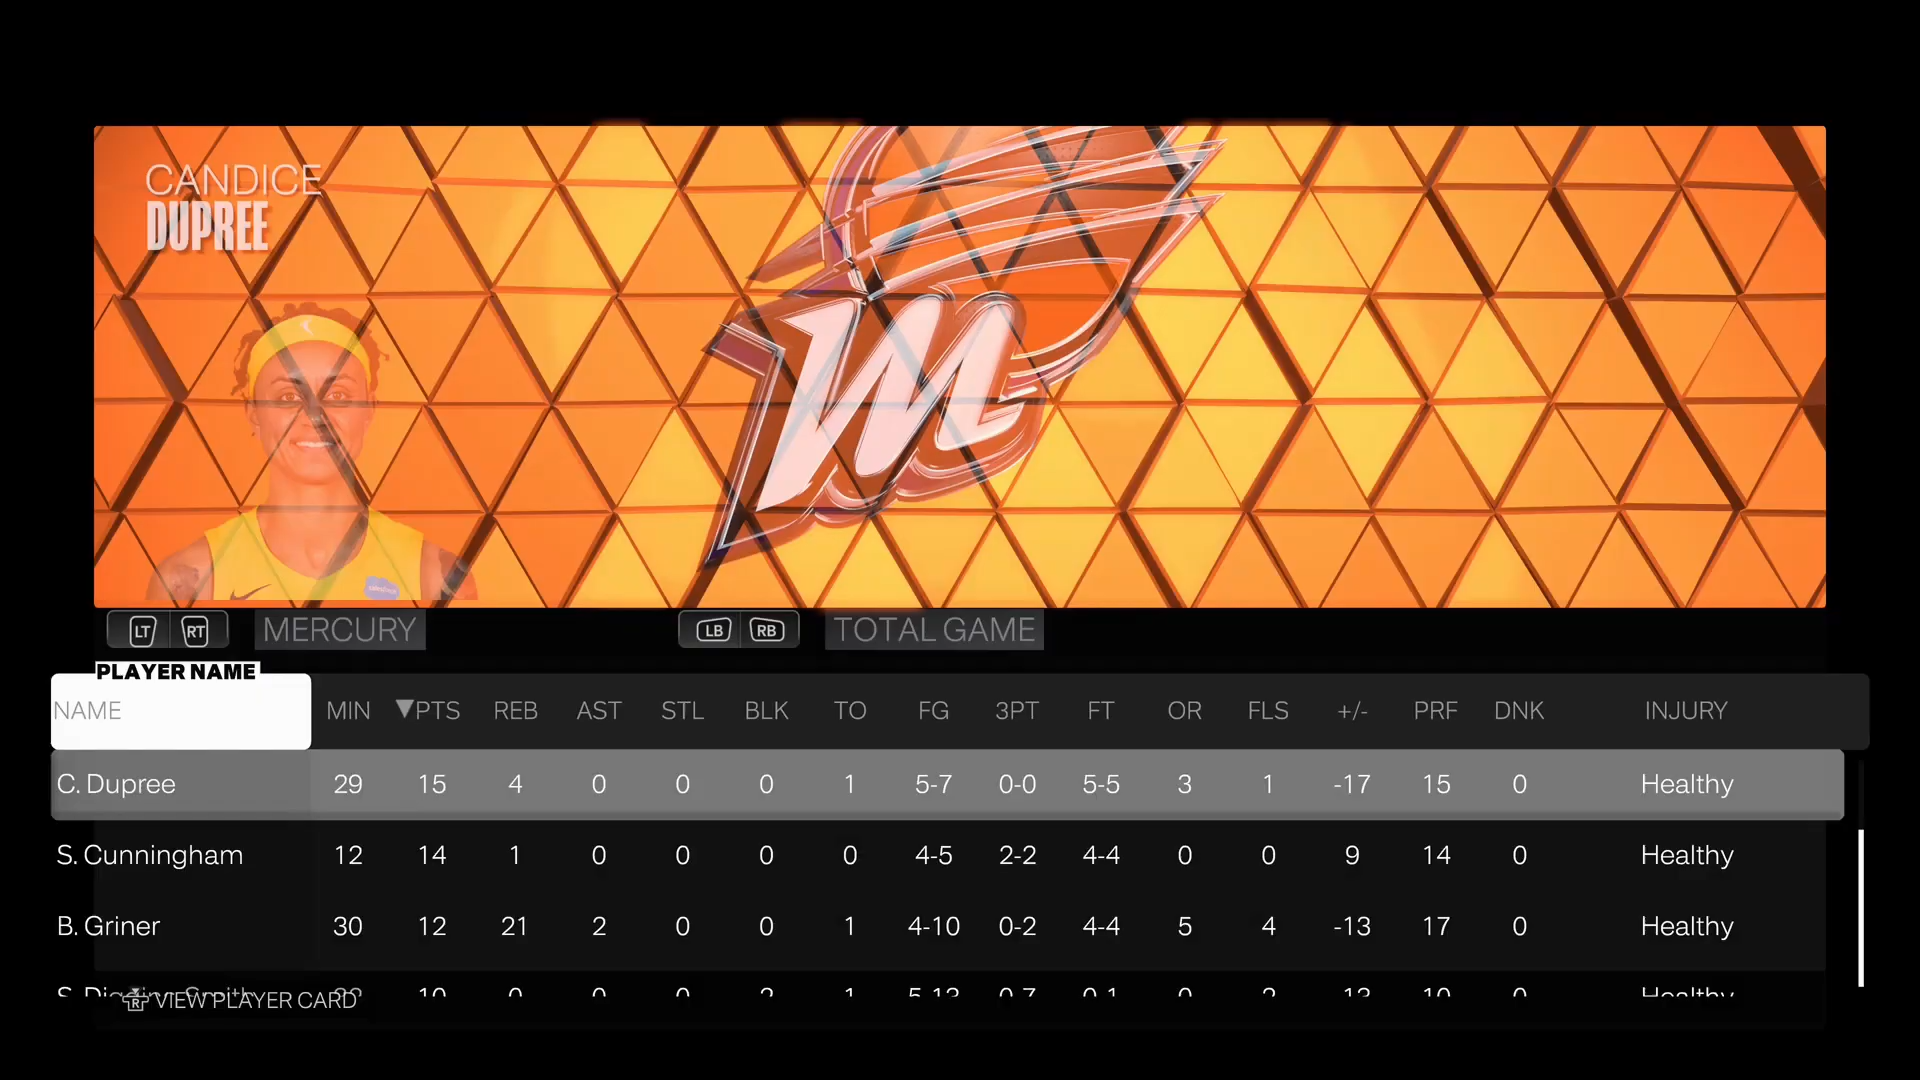 CANDICE
DUPREE
LT RT MERCURY LB RB TOTAL GAME
PLAYER NAME
NAME MIN ▼PTS REB AST STL BLK TO FG 3PT FT OR FLS +/- PRF DNK INJURY
C. Dupree 29 15 4 0 0 0 1 5-7 0-0 5-5 3 1 -17 15 0 Healthy
S. Cunningham 12 14 1 0 0 0 0 4-5 2-2 4-4 0 0 9 14 0 Healthy
B. Griner 30 12 21 2 0 0 1 4-10 0-2 4-4 5 4 -13 17 0 Healthy
R VIEW PLAYER CARD